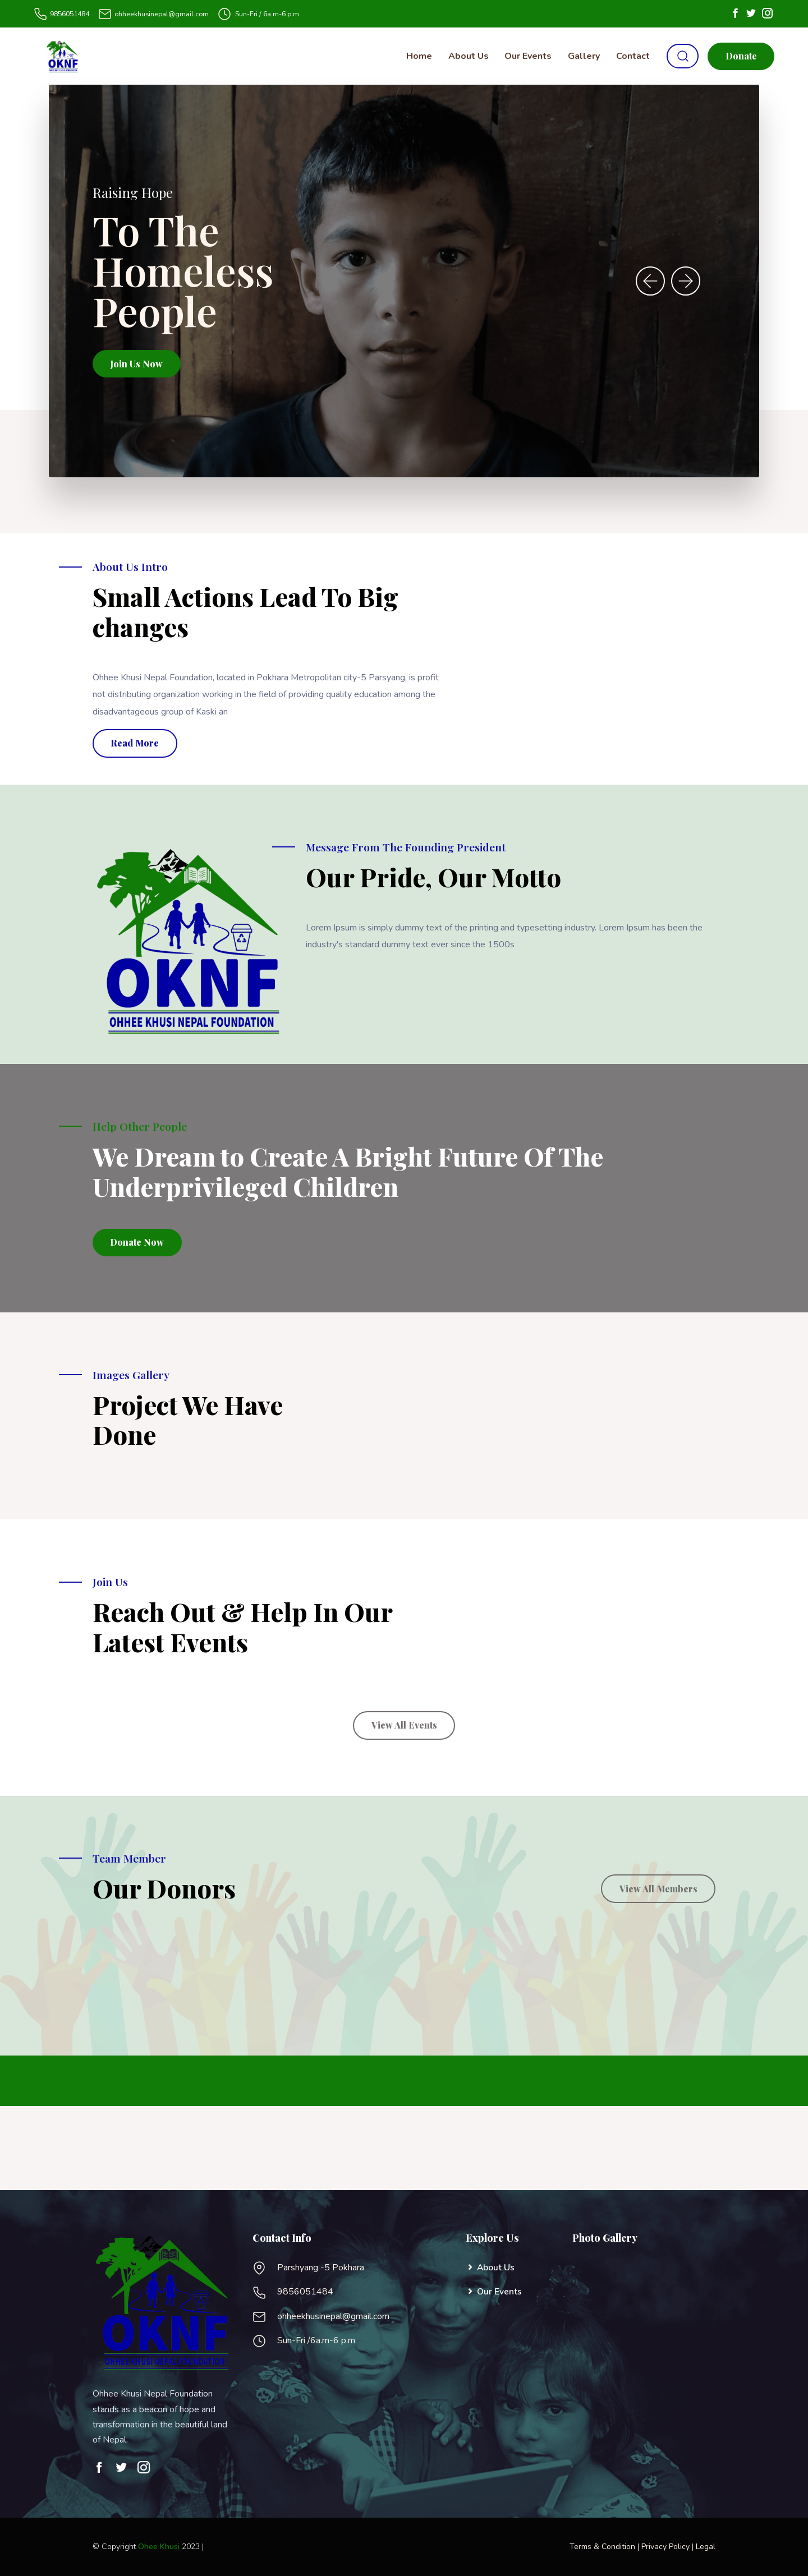 9856051484 ohheekhusinepal@gmail.com Sun-Fri / 6a.m-6 p.m
OKNF
Home About Us Our Events Gallery Contact Donate
Raising Hope
To The
Homeless
People
Join Us Now
About Us Intro
Small Actions Lead To Big
changes
Ohhee Khusi Nepal Foundation, located in Pokhara Metropolitan city-5 Parsyang, is profit
not distributing organization working in the field of providing quality education among the
disadvantageous group of Kaski an
Read More
OKNF
OHHEE KHUSI NEPAL FOUNDATION
Message From The Founding President
Our Pride, Our Motto
Lorem Ipsum is simply dummy text of the printing and typesetting industry. Lorem Ipsum has been the
industry's standard dummy text ever since the 1500s
Help Other People
We Dream to Create A Bright Future Of The
Underprivileged Children
Donate Now
Images Gallery
Project We Have
Done
Join Us
Reach Out & Help In Our
Latest Events
View All Events
Team Member
Our Donors
View All Members
OKNF
OHHEE KHUSI NEPAL FOUNDATION
Ohhee Khusi Nepal Foundation
stands as a beacon of hope and
transformation in the beautiful land
of Nepal.
Contact Info
Parshyang -5 Pokhara
9856051484
ohheekhusinepal@gmail.com
Sun-Fri /6a.m-6 p.m
Explore Us
About Us
Our Events
Photo Gallery
© Copyright Ohee Khusi 2023 |
Terms & Condition | Privacy Policy | Legal